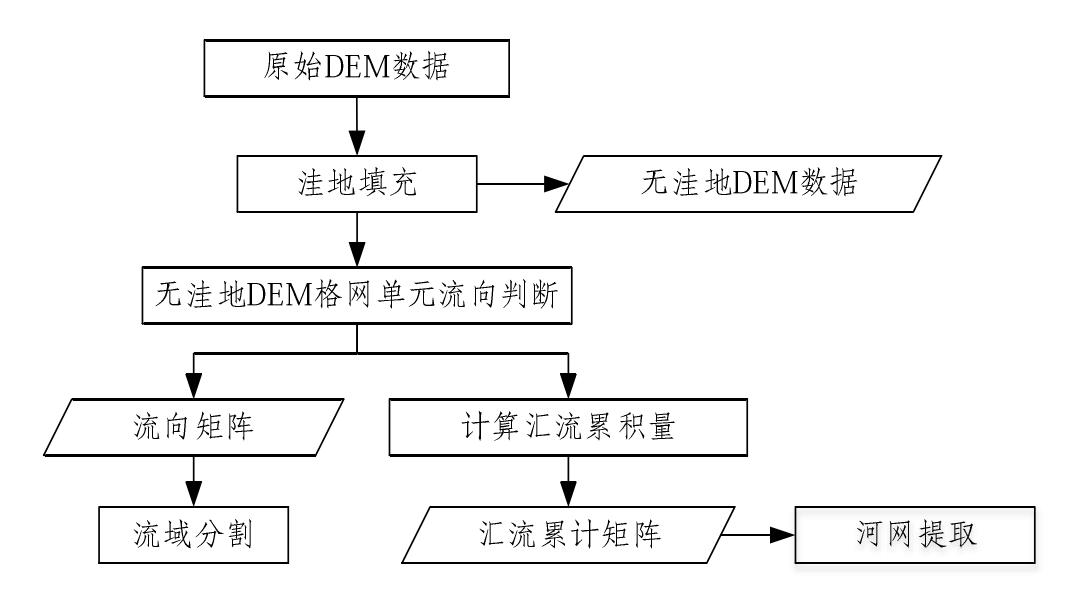 原始DEM数据
洼地填充
无洼地DEM数据
无洼地DEM格网单元流向判断
流向矩阵
计算汇流累积量
流域分割
汇流累计矩阵
河网提取